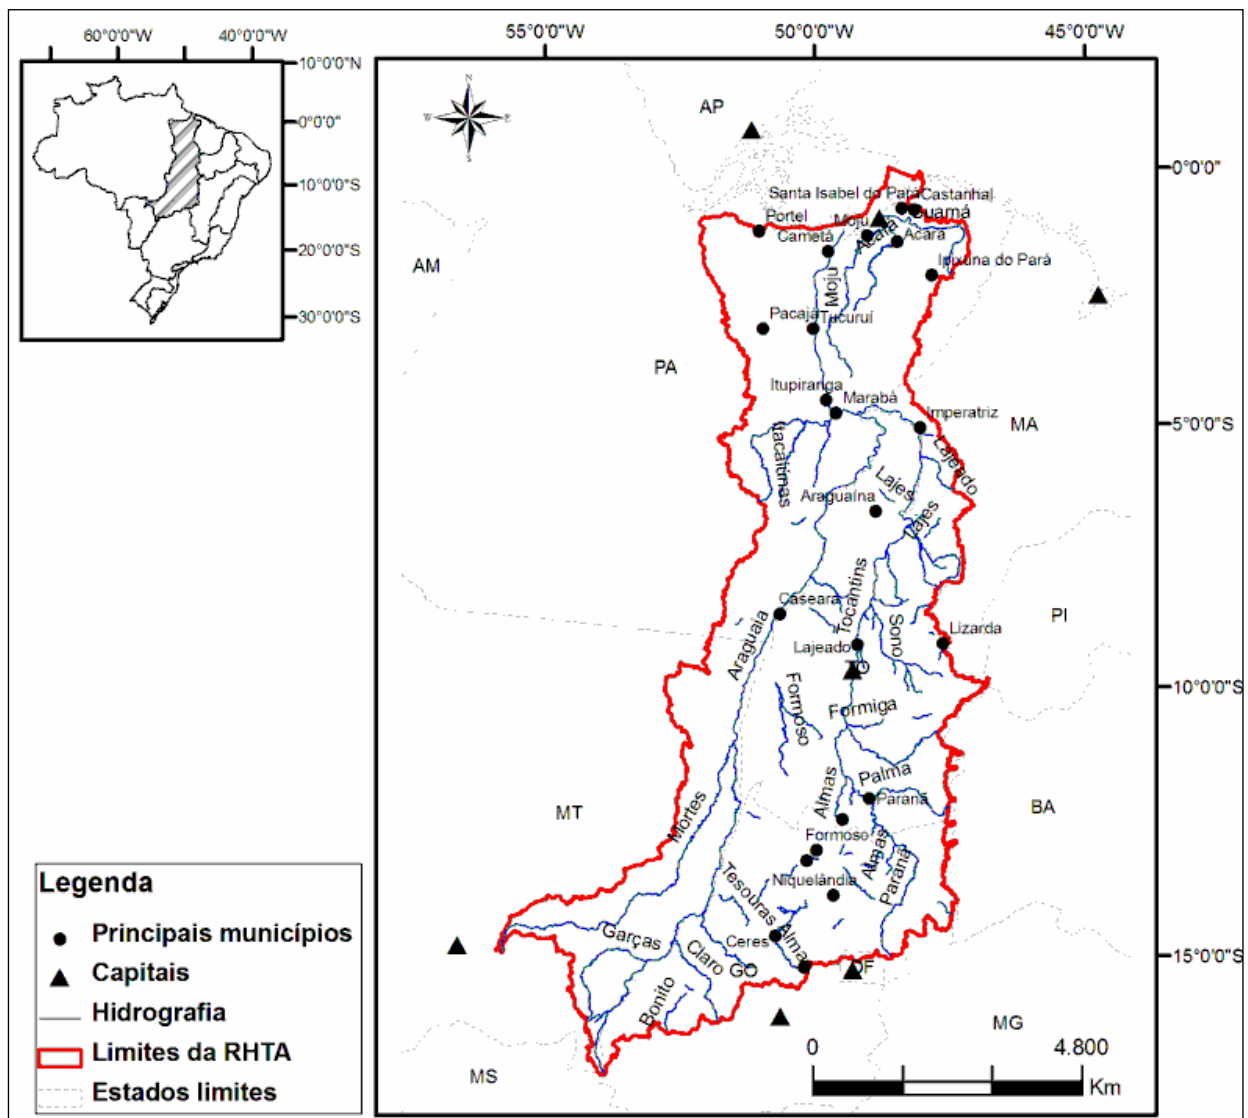 60°0'0"W
40°0'0"W
10°0'0"N
0°0'0"
10°0'0"S
20°0'0"S
30°0'0"S
55°0'0"W
50°0'0"W
45°0'0"W
N
W
E
S
AP
0°0'0"
Santa Isabel do Pará
Castanhal
Guamá
Portel
Moju
Acará
Acará
Cametá
AM
Ipixuna do Pará
Moju
Pacajá
Tucuruí
PA
Itupiranga
Marabá
Imperatriz
MA
5°0'0"S
Itacaiúnas
Lajeado
Lajes
Araguaína
Lajes
Caseara
Tocantins
Sono
Lizarda
PI
Araguaia
Lajeado
TO
10°0'0"S
Formoso
Formiga
Palma
Almas
Paranã
BA
MT
Mortes
Formoso
Almas
Paranã
Niquelândia
Tesouras
Almas
Garças
Ceres
Claro
GO
DF
15°0'0"S
Bonito
MG
MS
0
4.800
Km
Legenda
Principais municípios
Capitais
Hidrografia
Limites da RHTA
Estados limites